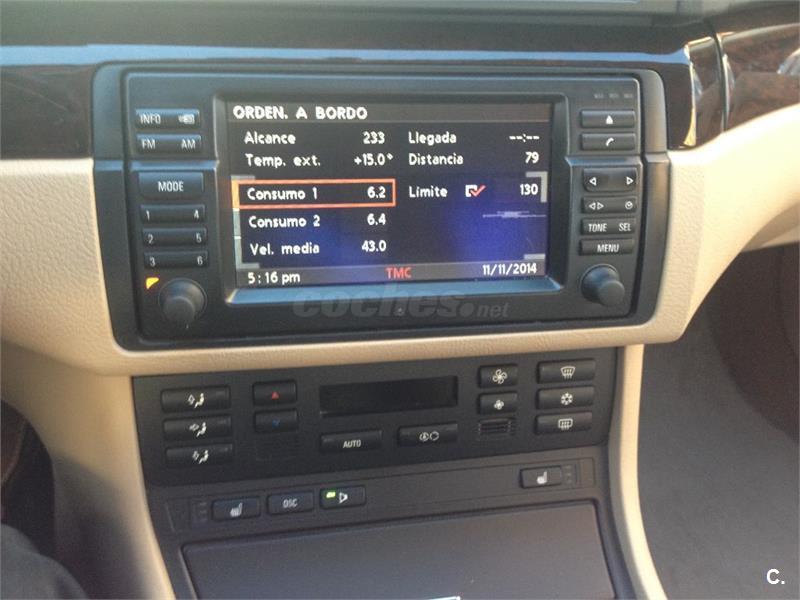 ORDEN. A BORDO
Alcance 233 Llegada --:--
Temp. ext. +15.0° Distancia 79
Consumo 1 6.2 Límite 130
Consumo 2 6.4
Vel. media 43.0
5:16 pm TMC 11/11/2014
INFO
FM AM
MODE
1 4
2 5
3 6
TONE SEL
MENU
coches.net
AUTO
DSC
C.